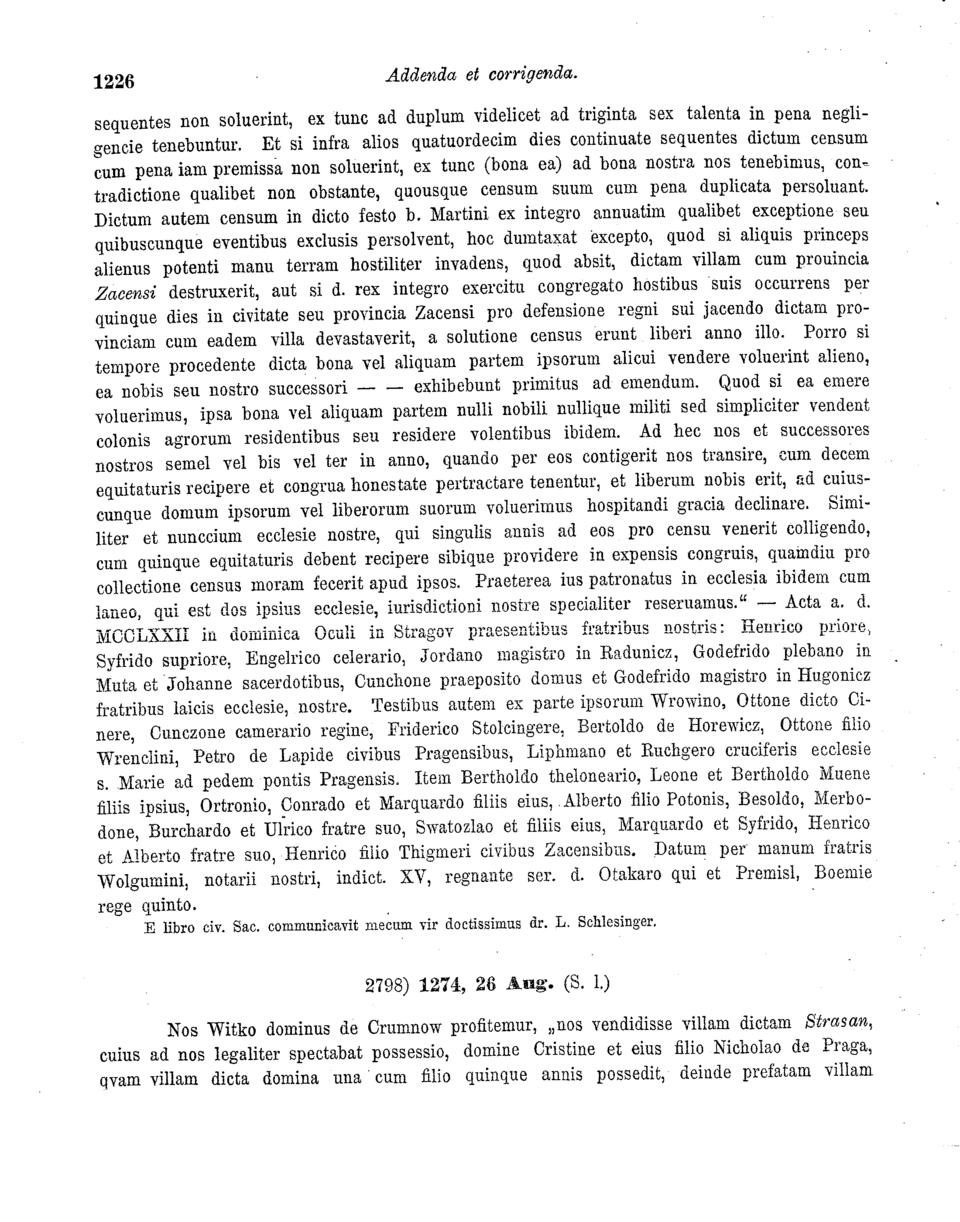 1226
Addenda et corrigenda.
sequentes non soluerint, ex tunc ad duplum videlicet ad triginta sex talenta in pena negli-
gencie tenebuntur. Et si infra alios quatuordecim dies continuate sequentes dictum censum
cum pena iam premissa non soluerint, ex tunc (bona ea) ad bona nostra nos tenebimus, con-
tradictione qualibet non obstante, quousque censum suum cum pena duplicata persoluant.
Dictum autem censum in dicto festo b. Martini ex integro annuatim qualibet exceptione seu
quibuscunque eventibus exclusis persolvent, hoc dumtaxat excepto, quod si aliquis princeps
alienus potenti manu terram hostiliter invadens, quod absit, dictam villam cum prouincia
Zacensi destruxerit, aut si d. rex integro exercitu congregato hostibus suis occurrens per
quinque dies in civitate seu provincia Zacensi pro defensione regni sui jacendo dictam pro-
vinciam cum eadem villa devastaverit, a solutione census erunt liberi anno illo. Porro si
tempore procedente dicta bona vel aliquam partem ipsorum alicui vendere voluerint alieno,
ea nobis seu nostro successori — — exhibebunt primitus ad emendum. Quod si ea emere
voluerimus, ipsa bona vel aliquam partem nulli nobili nullique militi sed simpliciter vendent
colonis agrorum residentibus seu residere volentibus ibidem. Ad hec nos et successores
nostros semel vel bis vel ter in anno, quando per eos contigerit nos transire, cum decem
equitaturis recipere et congrua honestate pertractare tenentur, et liberum nobis erit, ad cuius-
cunque domum ipsorum vel liberorum suorum voluerimus hospitandi gracia declinare. Simi-
liter et nunccium ecclesie nostre, qui singulis annis ad eos pro censu venerit colligendo,
cum quinque equitaturis debent recipere sibique providere in expensis congruis, quamdiu pro
collectione census moram fecerit apud ipsos. Praeterea ius patronatus in ecclesia ibidem cum
laneo, qui est dos ipsius ecclesie, iurisdictioni nostre specialiter reseruamus.“ — Acta a. d.
MCCLXXII in dominica Oculi in Stragov praesentibus fratribus nostris: Henrico priore,
Syfrido supriore, Engelrico celerario, Jordano magistro in Radunicz, Godefrido plebano in
Muta et Johanne sacerdotibus, Cunchone praeposito domus et Godefrido magistro in Hugonicz
fratribus laicis ecclesie, nostre. Testibus autem ex parte ipsorum Wrowino, Ottone dicto Ci-
nere, Cunczone camerario regine, Friderico Stolcingere, Bertoldo de Horewicz, Ottone filio
Wrenclini, Petro de Lapide civibus Pragensibus, Liphmano et Ruchgero cruciferis ecclesie
s. Marie ad pedem pontis Pragensis. Item Bertholdo theloneario, Leone et Bertholdo Muene
filiis ipsius, Ortronio, Conrado et Marquardo filiis eius, Alberto filio Potonis, Besoldo, Merbo-
done, Burchardo et Ulrico fratre suo, Swatozlao et filiis eius, Marquardo et Syfrido, Henrico
et Alberto fratre suo, Henrico filio Thigmeri civibus Zacensibus. Datum per manum fratris
Wolgumini, notarii nostri, indict. XV, regnante ser. d. Otakaro qui et Premisl, Boemie
rege quinto.
E libro civ. Sac. communicavit mecum vir doctissimus dr. L. Schlesinger.
2798) 1274, 26 Aug. (S. l.)
Nos Witko dominus de Crumnow profitemur, „nos vendidisse villam dictam Strasan,
cuius ad nos legaliter spectabat possessio, domine Cristine et eius filio Nicholao de Praga,
qvam villam dicta domina una cum filio quinque annis possedit, deinde prefatam villam